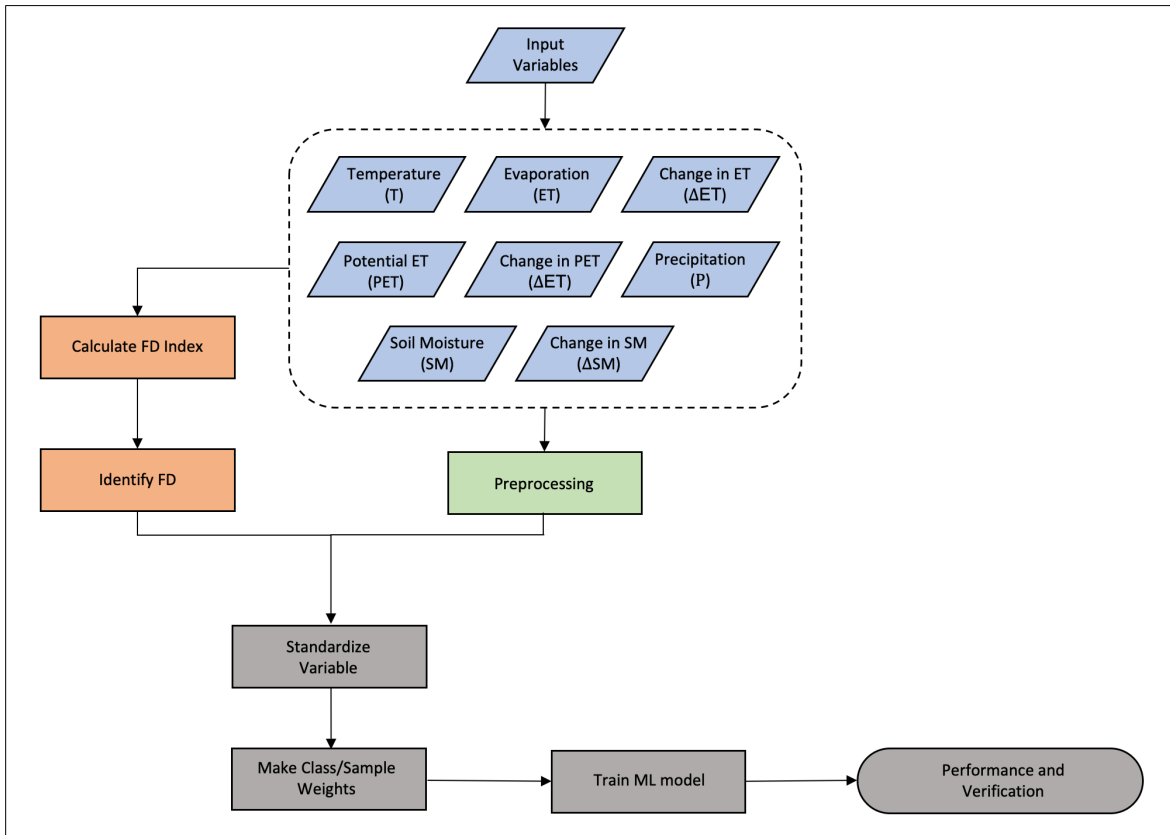 Input
Variables
Temperature
(T)
Evaporation
(ET)
Change in ET
(ΔET)
Potential ET
(PET)
Change in PET
(ΔET)
Precipitation
(P)
Soil Moisture
(SM)
Change in SM
(ΔSM)
Calculate FD Index
Identify FD
Preprocessing
Standardize
Variable
Make Class/Sample
Weights
Train ML model
Performance and
Verification